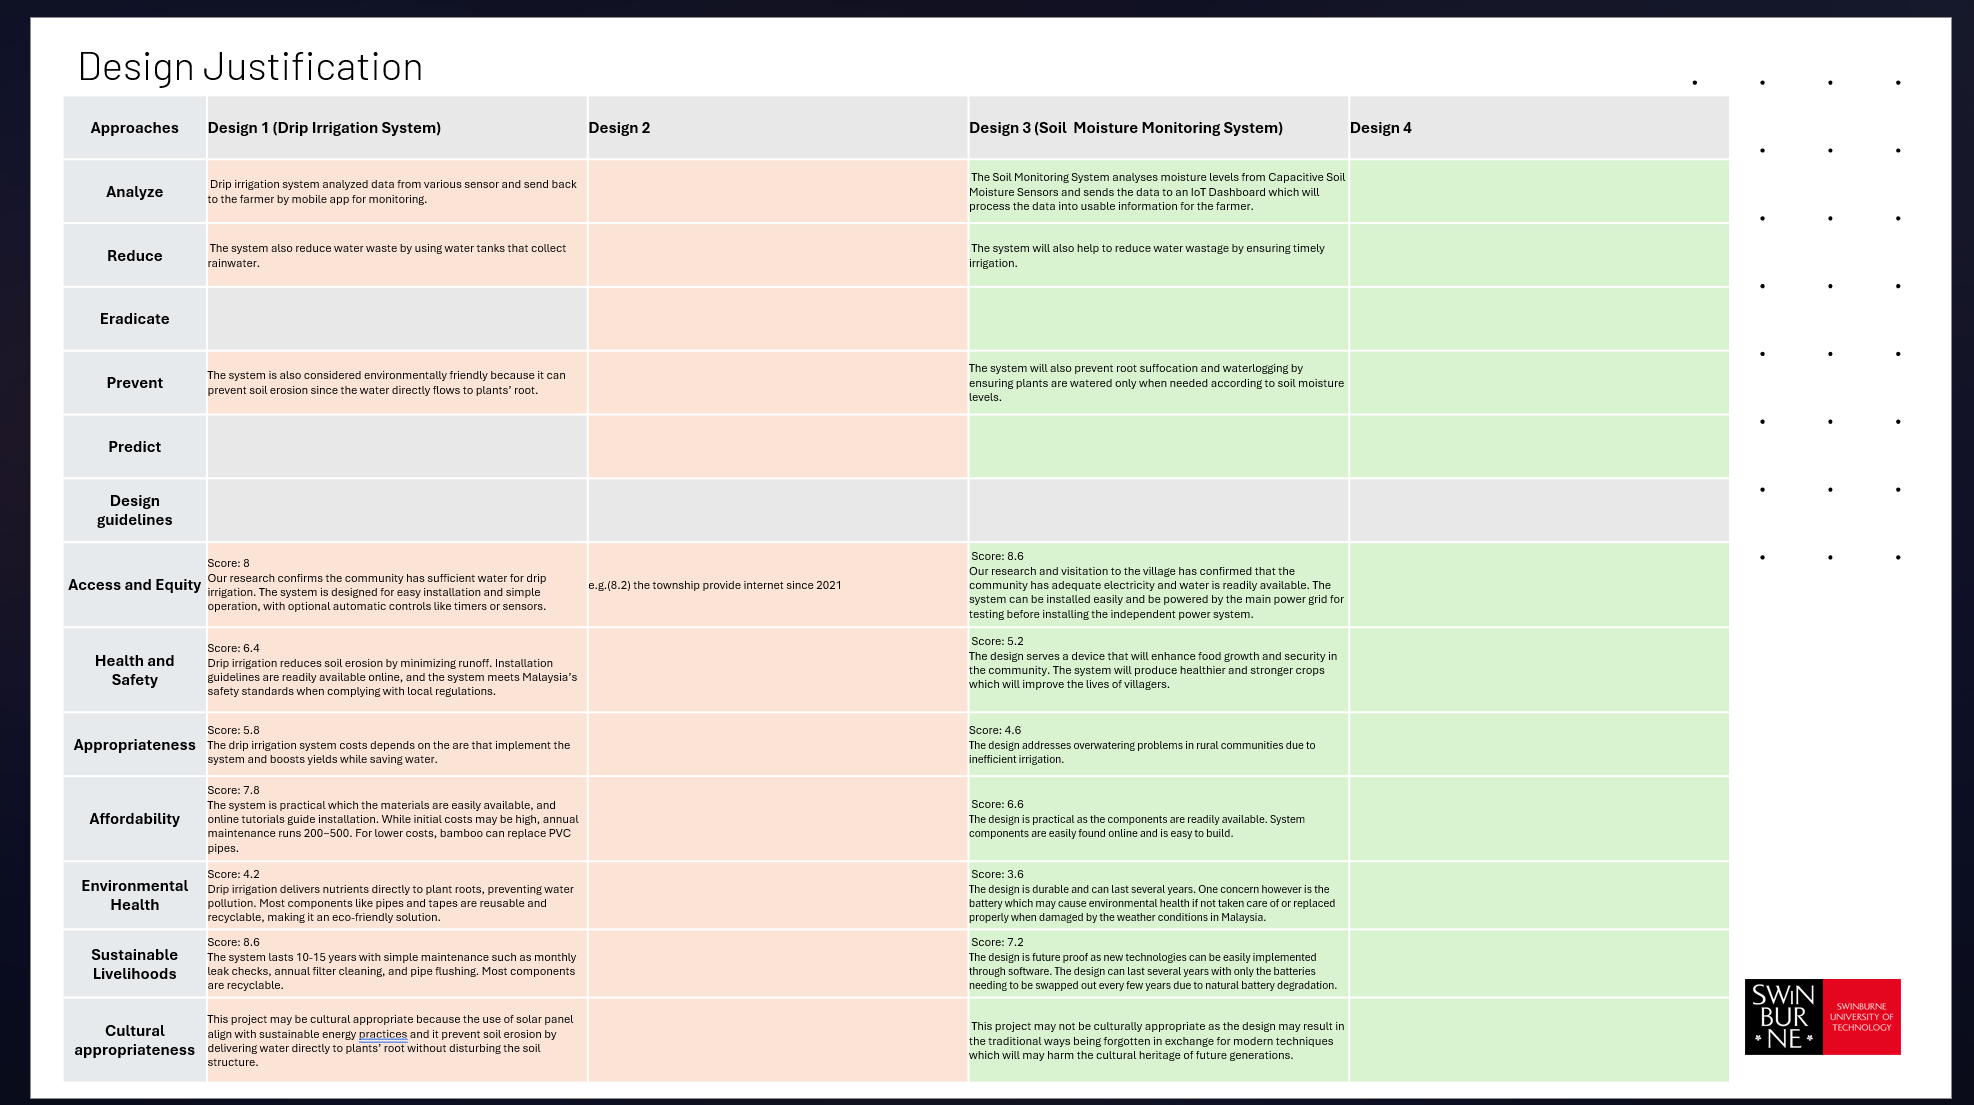 Design Justification
Approaches
Design 1 (Drip Irrigation System)
Design 2
Design 3 (Soil  Moisture Monitoring System)
Design 4
Analyze
Drip irrigation system analyzed data from various sensor and send back
to the farmer by mobile app for monitoring.
The Soil Monitoring System analyses moisture levels from Capacitive Soil
Moisture Sensors and sends the data to an IoT Dashboard which will
process the data into usable information for the farmer.
Reduce
The system also reduce water waste by using water tanks that collect
rainwater.
The system will also help to reduce water wastage by ensuring timely
irrigation.
Eradicate
Prevent
The system is also considered environmentally friendly because it can
prevent soil erosion since the water directly flows to plants’ root.
The system will also prevent root suffocation and waterlogging by
ensuring plants are watered only when needed according to soil moisture
levels.
Predict
Design
guidelines
Access and Equity
Score: 8
Our research confirms the community has sufficient water for drip
irrigation. The system is designed for easy installation and simple
operation, with optional automatic controls like timers or sensors.
e.g.(8.2) the township provide internet since 2021
Score: 8.6
Our research and visitation to the village has confirmed that the
community has adequate electricity and water is readily available. The
system can be installed easily and be powered by the main power grid for
testing before installing the independent power system.
Health and
Safety
Score: 6.4
Drip irrigation reduces soil erosion by minimizing runoff. Installation
guidelines are readily available online, and the system meets Malaysia’s
safety standards when complying with local regulations.
Score: 5.2
The design serves a device that will enhance food growth and security in
the community. The system will produce healthier and stronger crops
which will improve the lives of villagers.
Appropriateness
Score: 5.8
The drip irrigation system costs depends on the are that implement the
system and boosts yields while saving water.
Score: 4.6
The design addresses overwatering problems in rural communities due to
inefficient irrigation.
Affordability
Score: 7.8
The system is practical which the materials are easily available, and
online tutorials guide installation. While initial costs may be high, annual
maintenance runs 200–500. For lower costs, bamboo can replace PVC
pipes.
Score: 6.6
The design is practical as the components are readily available. System
components are easily found online and is easy to build.
Environmental
Health
Score: 4.2
Drip irrigation delivers nutrients directly to plant roots, preventing water
pollution. Most components like pipes and tapes are reusable and
recyclable, making it an eco-friendly solution.
Score: 3.6
The design is durable and can last several years. One concern however is the
battery which may cause environmental health if not taken care of or replaced
properly when damaged by the weather conditions in Malaysia.
Sustainable
Livelihoods
Score: 8.6
The system lasts 10-15 years with simple maintenance such as monthly
leak checks, annual filter cleaning, and pipe flushing. Most components
are recyclable.
Score: 7.2
The design is future proof as new technologies can be easily implemented
through software. The design can last several years with only the batteries
needing to be swapped out every few years due to natural battery degradation.
Cultural
appropriateness
This project may be cultural appropriate because the use of solar panel
align with sustainable energy practices and it prevent soil erosion by
delivering water directly to plants’ root without disturbing the soil
structure.
This project may not be culturally appropriate as the design may result in
the traditional ways being forgotten in exchange for modern techniques
which will may harm the cultural heritage of future generations.
SWIN
BUR
NE
SWINBURNE
UNIVERSITY OF
TECHNOLOGY